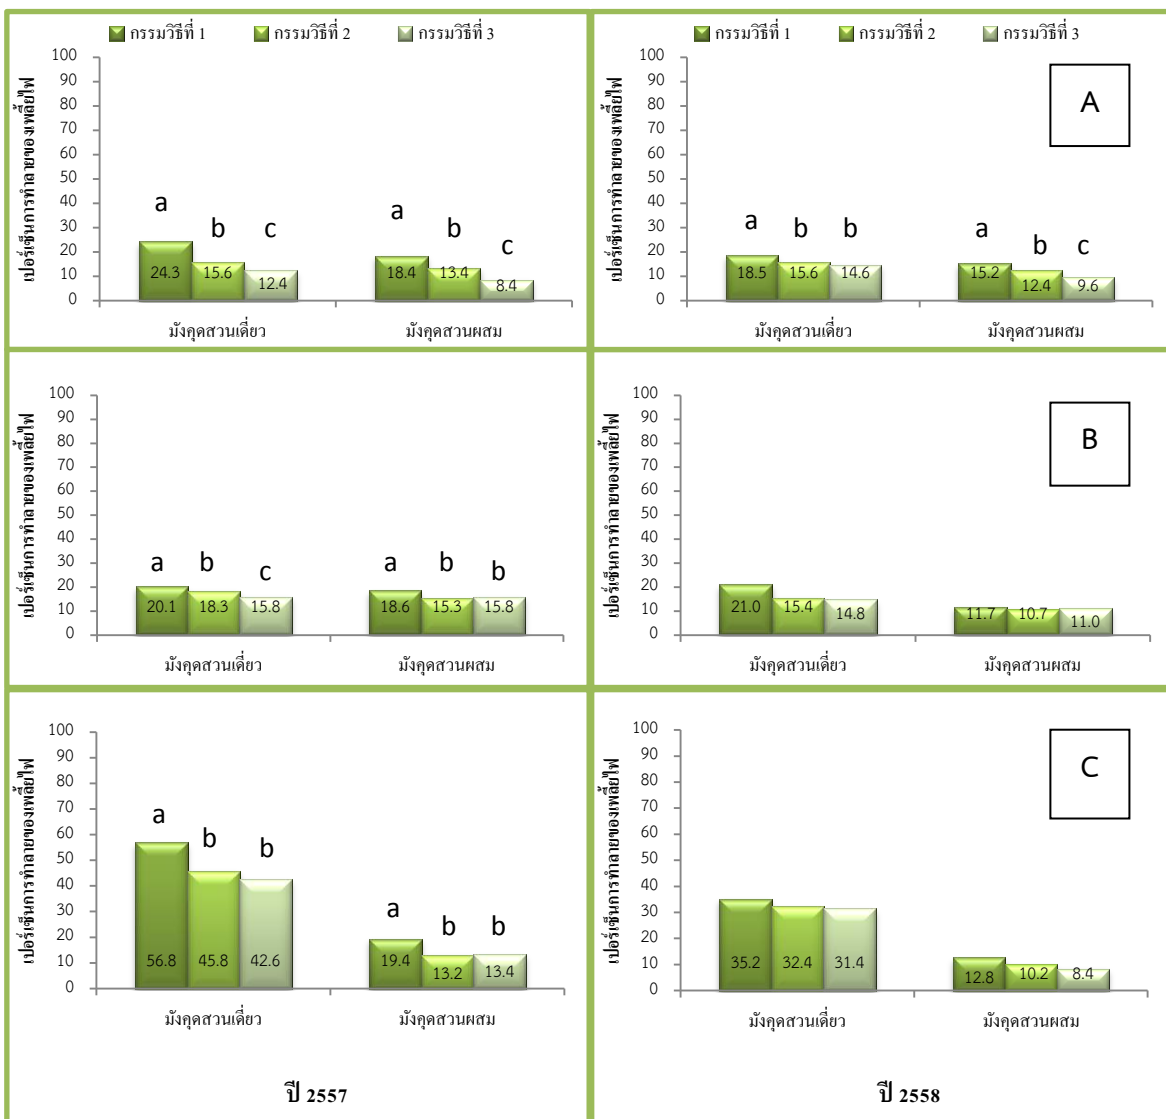 กรรมวิธีที่ 1 กรรมวิธีที่ 2 กรรมวิธีที่ 3
เปอร์เซ็นการทำลายของเพลี้ยไฟ
100
90
80
70
60
50
40
30
20
10
0
a b c a b c
24.3 15.6 12.4 18.4 13.4 8.4
มังคุดสวนเดี่ยว มังคุดสวนผสม
กรรมวิธีที่ 1 กรรมวิธีที่ 2 กรรมวิธีที่ 3
A
เปอร์เซ็นการทำลายของเพลี้ยไฟ
100
90
80
70
60
50
40
30
20
10
0
a b b a b c
18.5 15.6 14.6 15.2 12.4 9.6
มังคุดสวนเดี่ยว มังคุดสวนผสม
เปอร์เซ็นการทำลายของเพลี้ยไฟ
100
90
80
70
60
50
40
30
20
10
0
a b c a b b
20.1 18.3 15.8 18.6 15.3 15.8
มังคุดสวนเดี่ยว มังคุดสวนผสม
B
เปอร์เซ็นการทำลายของเพลี้ยไฟ
100
90
80
70
60
50
40
30
20
10
0
21.0 15.4 14.8 11.7 10.7 11.0
มังคุดสวนเดี่ยว มังคุดสวนผสม
เปอร์เซ็นการทำลายของเพลี้ยไฟ
100
90
80
70
60
50
40
30
20
10
0
a b b a b b
56.8 45.8 42.6 19.4 13.2 13.4
มังคุดสวนเดี่ยว มังคุดสวนผสม
ปี 2557
C
เปอร์เซ็นการทำลายของเพลี้ยไฟ
100
90
80
70
60
50
40
30
20
10
0
35.2 32.4 31.4 12.8 10.2 8.4
มังคุดสวนเดี่ยว มังคุดสวนผสม
ปี 2558